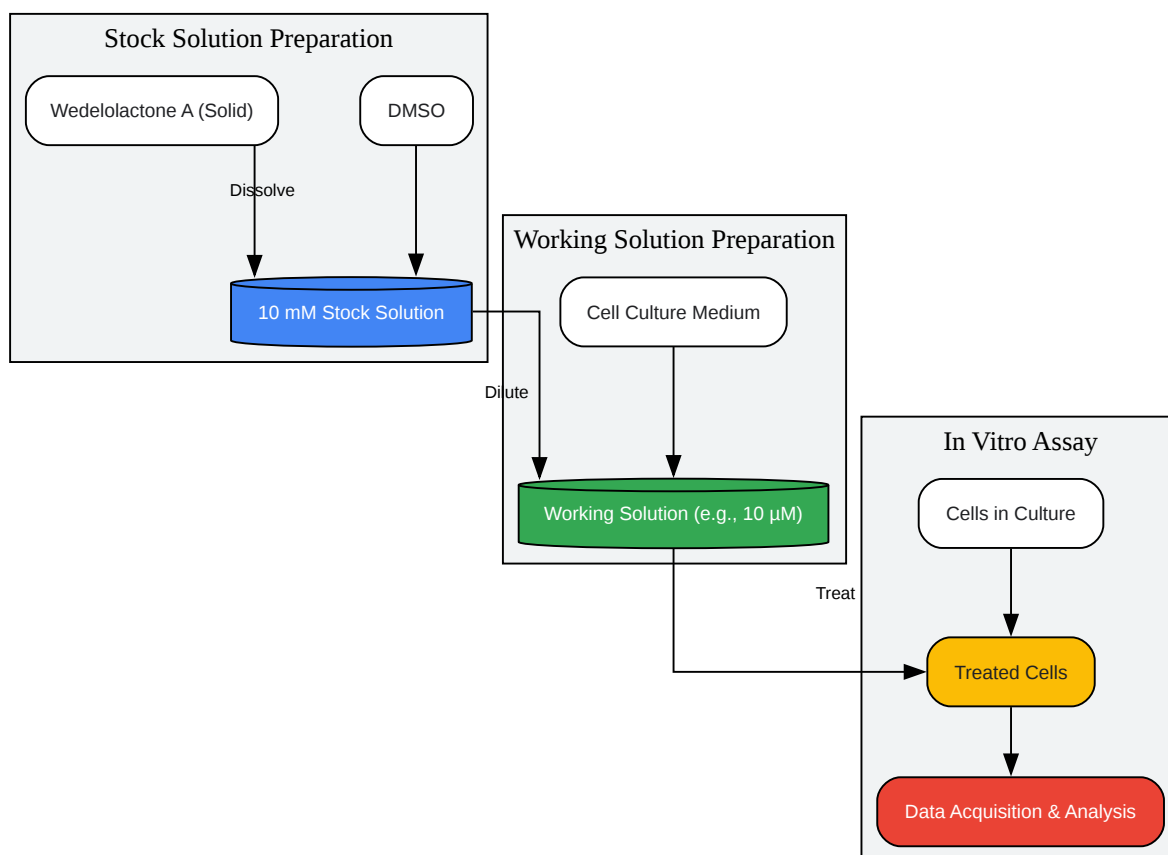 Stock Solution Preparation
Wedelolactone A (Solid)
DMSO
Dissolve
10 mM Stock Solution
Working Solution Preparation
Cell Culture Medium
Dilute
Working Solution (e.g., 10 µM)
In Vitro Assay
Cells in Culture
Treat
Treated Cells
Data Acquisition & Analysis